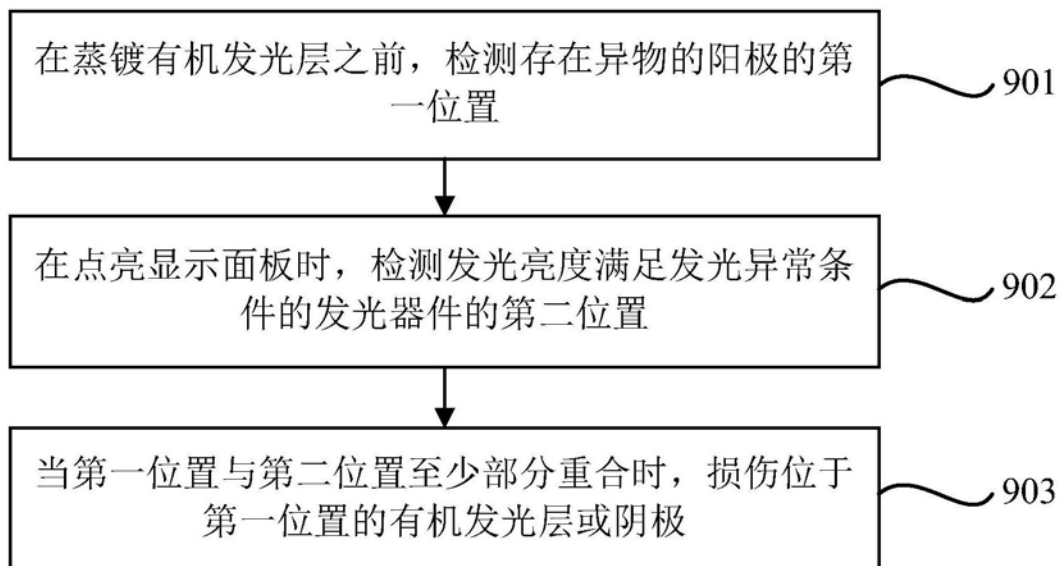 在蒸镀有机发光层之前，检测存在异物的阳极的第
一位置
901
在点亮显示面板时，检测发光亮度满足发光异常条
件的发光器件的第二位置
902
当第一位置与第二位置至少部分重合时，损伤位于
第一位置的有机发光层或阴极
903